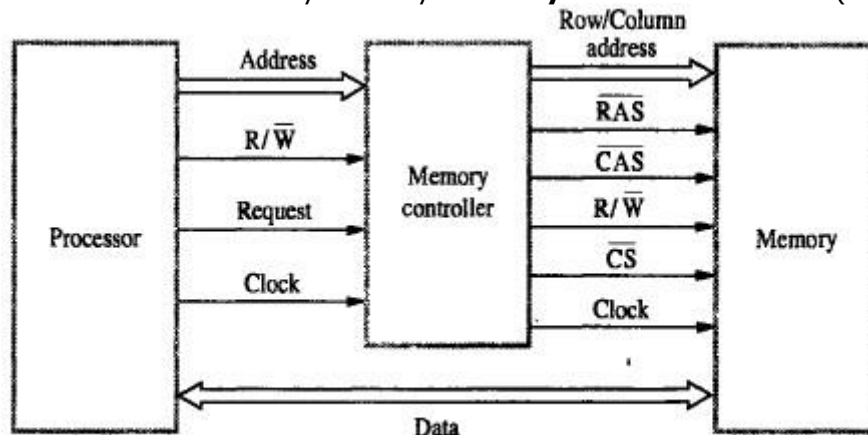 Row/Column
address
Address
RAS
R/W
CAS
Memory
controller
R/W
Request
Processor
Memory
CS
Clock
Clock
Data